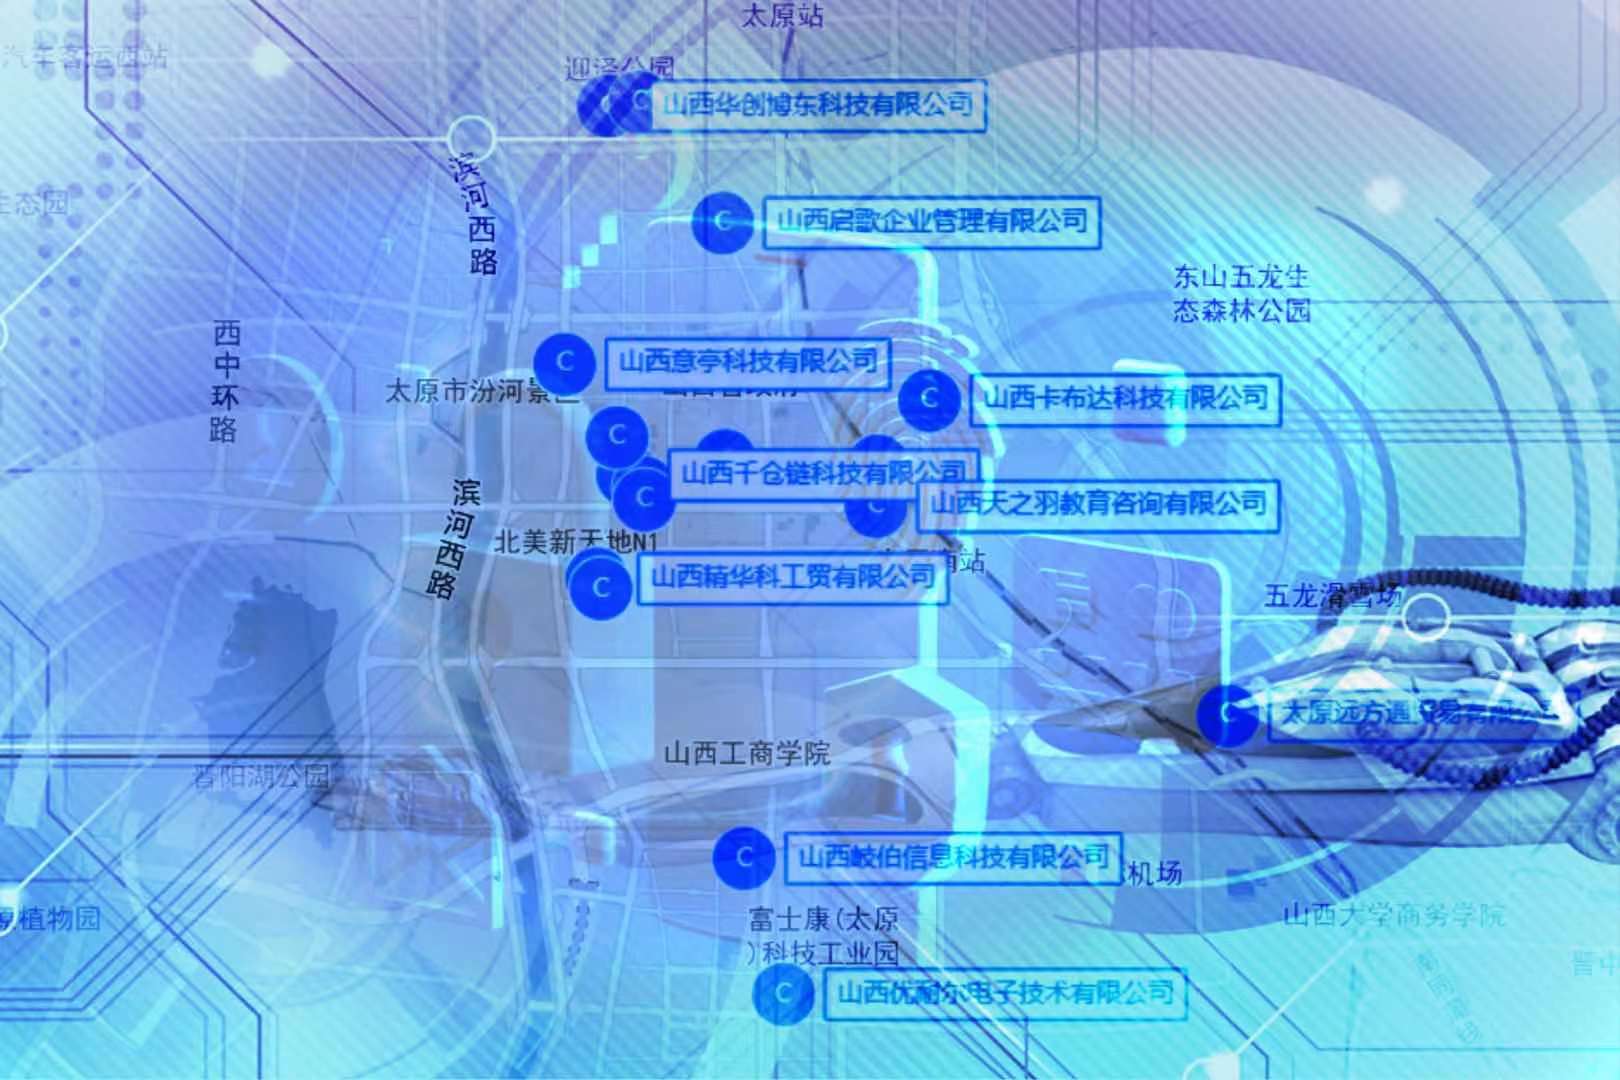 太原站
汽车客运西站
迎泽公园
山西华创博东科技有限公司
滨河西路
生态园
山西启歌企业管理有限公司
东山五龙生
态森林公园
西中环路
山西意亭科技有限公司
太原市汾河景区
山西卡布达科技有限公司
山西千仓链科技有限公司
滨河西路
山西天之羽教育咨询有限公司
北美新天地N1
南站
山西精华科工贸有限公司
五龙滑雪场
太原远方通贸易有限公司
山西工商学院
晋阳湖公园
山西岐伯信息科技有限公司
机场
原植物园
富士康(太原
)科技工业园
山西大学商务学院
晋中
山西优耐尔电子技术有限公司